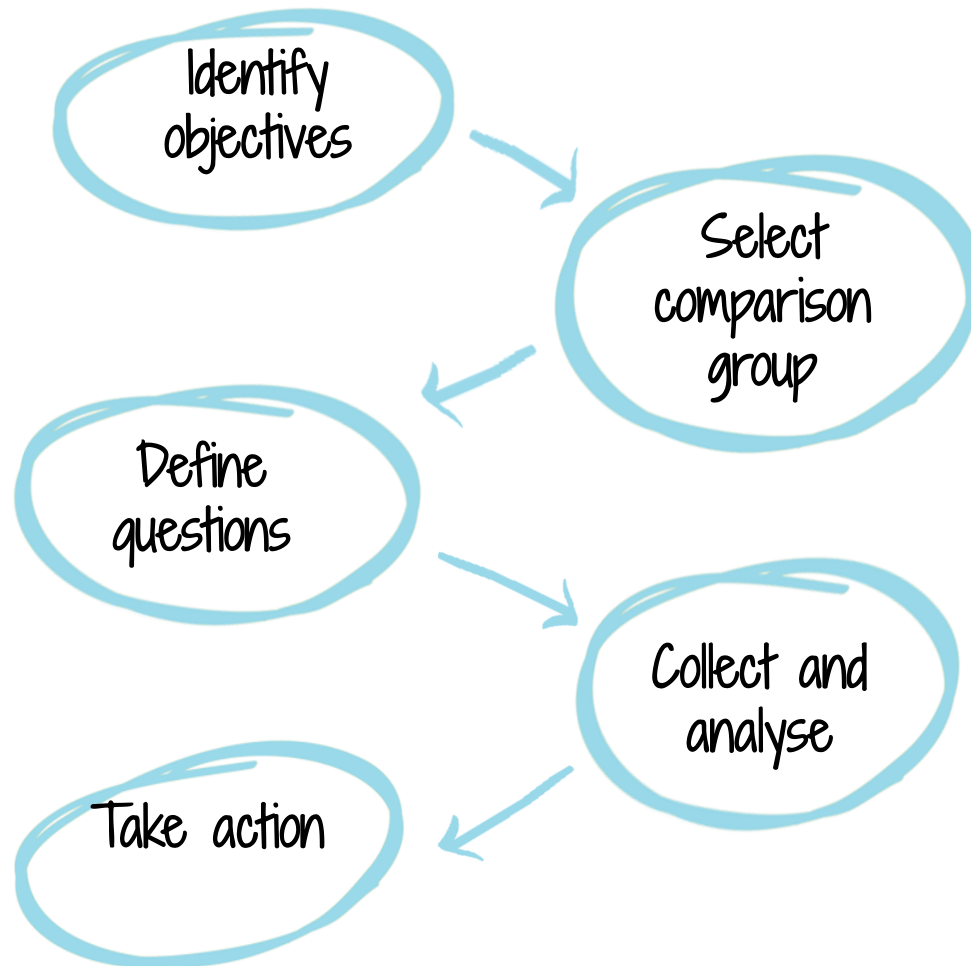 Identify
objectives
Select
comparison
group
Define
questions
Collect and
analyse
Take action